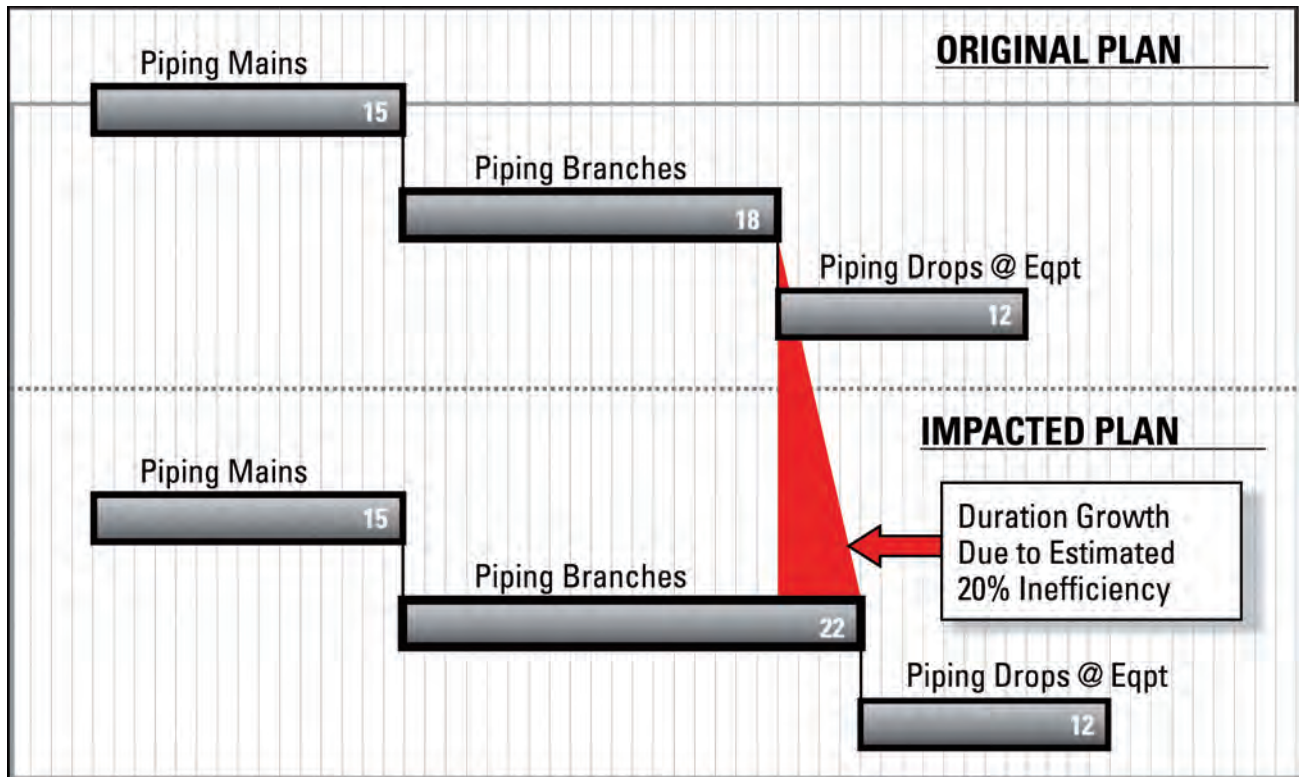 ORIGINAL PLAN
Piping Mains
15
Piping Branches
18
Piping Drops @ Eqpt
12
IMPACTED PLAN
Piping Mains
15
Duration Growth
Due to Estimated
20% Inefficiency
Piping Branches
22
Piping Drops @ Eqpt
12